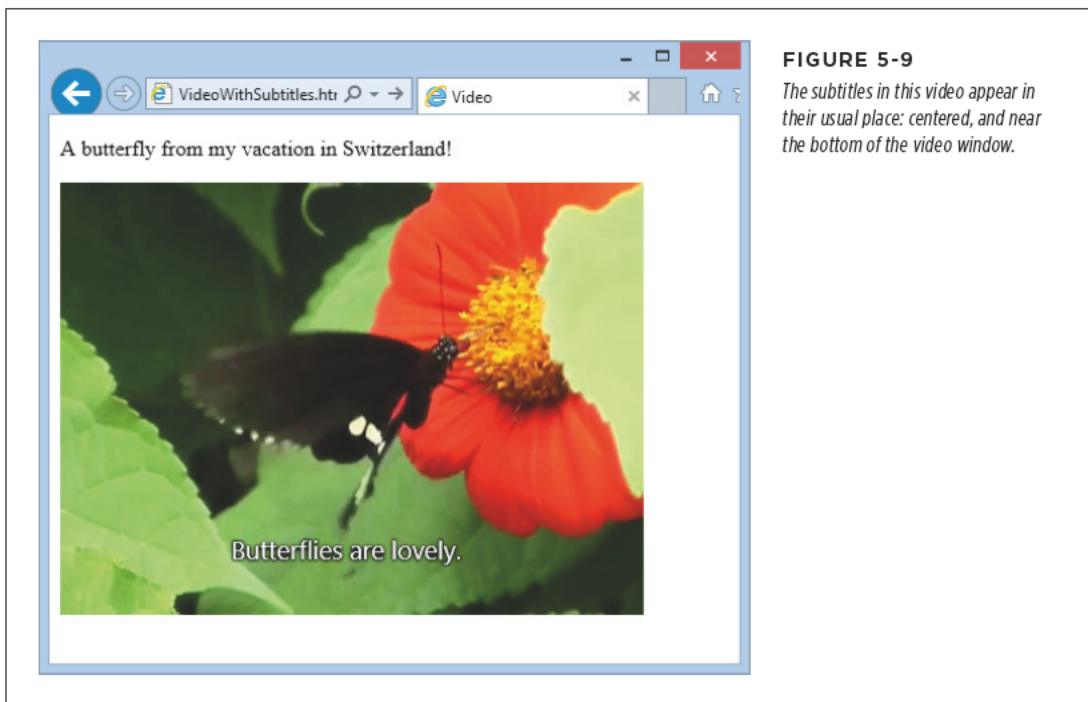 VideoWithSubtitles.htm
Video
A butterfly from my vacation in Switzerland!
Butterflies are lovely.
FIGURE 5-9
The subtitles in this video appear in
their usual place: centered, and near
the bottom of the video window.